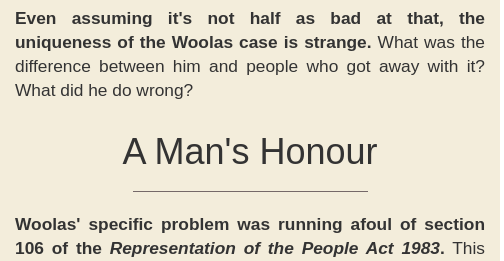 Even assuming it's not half as bad at that, the
uniqueness of the Woolas case is strange. What was the
difference between him and people who got away with it?
What did he do wrong?
A Man's Honour
Woolas' specific problem was running afoul of section
106 of the Representation of the People Act 1983. This